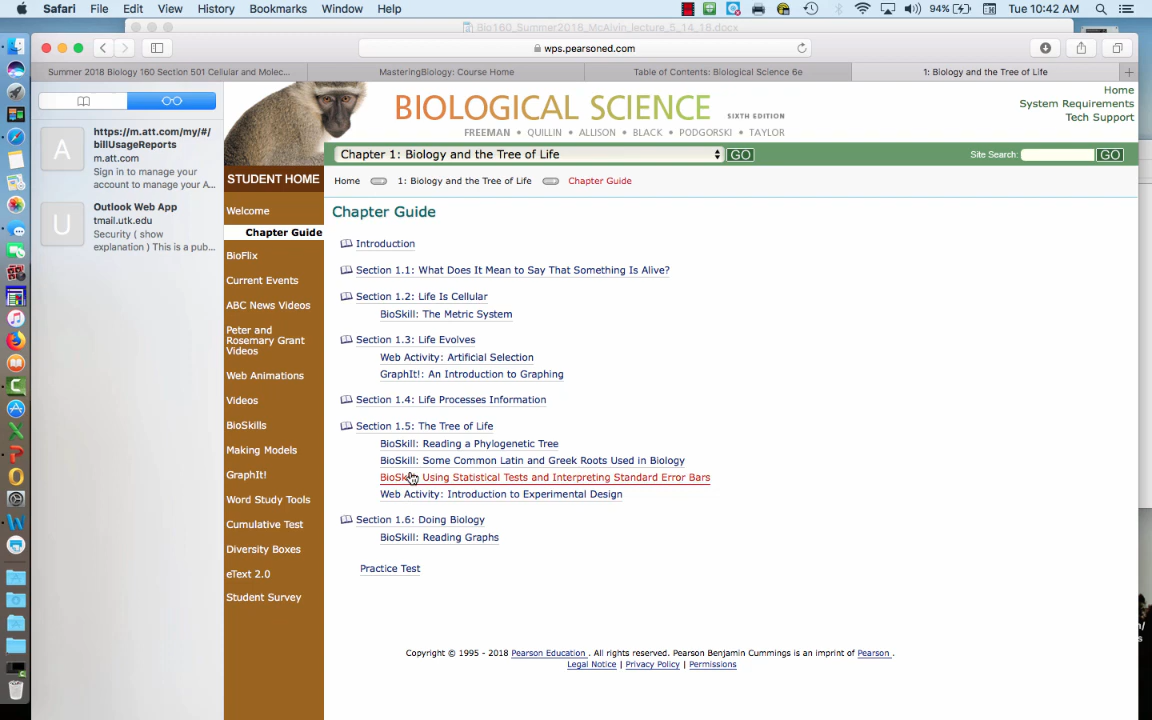 Safari File Edit View History Bookmarks Window Help 94% Tue 10:42 AM
Bio160_Summer2018_McAlvin_lecture_5_14_18.docx
wps.pearsoned.com
Summer 2018 Biology 160 Section 501 Cellular and Molec... MasteringBiology: Course Home Table of Contents: Biological Science 6e 1: Biology and the Tree of Life
A
https://m.att.com/my/#/
billUsageReports
m.att.com
Sign in to manage your
account to manage your A...
U
Outlook Web App
tmail.utk.edu
Security ( show
explanation ) This is a pub...
BIOLOGICAL SCIENCE SIXTH EDITION
FREEMAN • QUILLIN • ALLISON • BLACK • PODGORSKI • TAYLOR
Home
System Requirements
Tech Support
Chapter 1: Biology and the Tree of Life GO
Site Search: GO
STUDENT HOME
Home 1: Biology and the Tree of Life Chapter Guide
Welcome
Chapter Guide
BioFlix
Current Events
ABC News Videos
Peter and
Rosemary Grant
Videos
Web Animations
Videos
BioSkills
Making Models
GraphIt!
Word Study Tools
Cumulative Test
Diversity Boxes
eText 2.0
Student Survey
Chapter Guide
Introduction
Section 1.1: What Does It Mean to Say That Something Is Alive?
Section 1.2: Life Is Cellular
BioSkill: The Metric System
Section 1.3: Life Evolves
Web Activity: Artificial Selection
GraphIt!: An Introduction to Graphing
Section 1.4: Life Processes Information
Section 1.5: The Tree of Life
BioSkill: Reading a Phylogenetic Tree
BioSkill: Some Common Latin and Greek Roots Used in Biology
BioSkill: Using Statistical Tests and Interpreting Standard Error Bars
Web Activity: Introduction to Experimental Design
Section 1.6: Doing Biology
BioSkill: Reading Graphs
Practice Test
Copyright © 1995 - 2018 Pearson Education . All rights reserved. Pearson Benjamin Cummings is an imprint of Pearson .
Legal Notice | Privacy Policy | Permissions